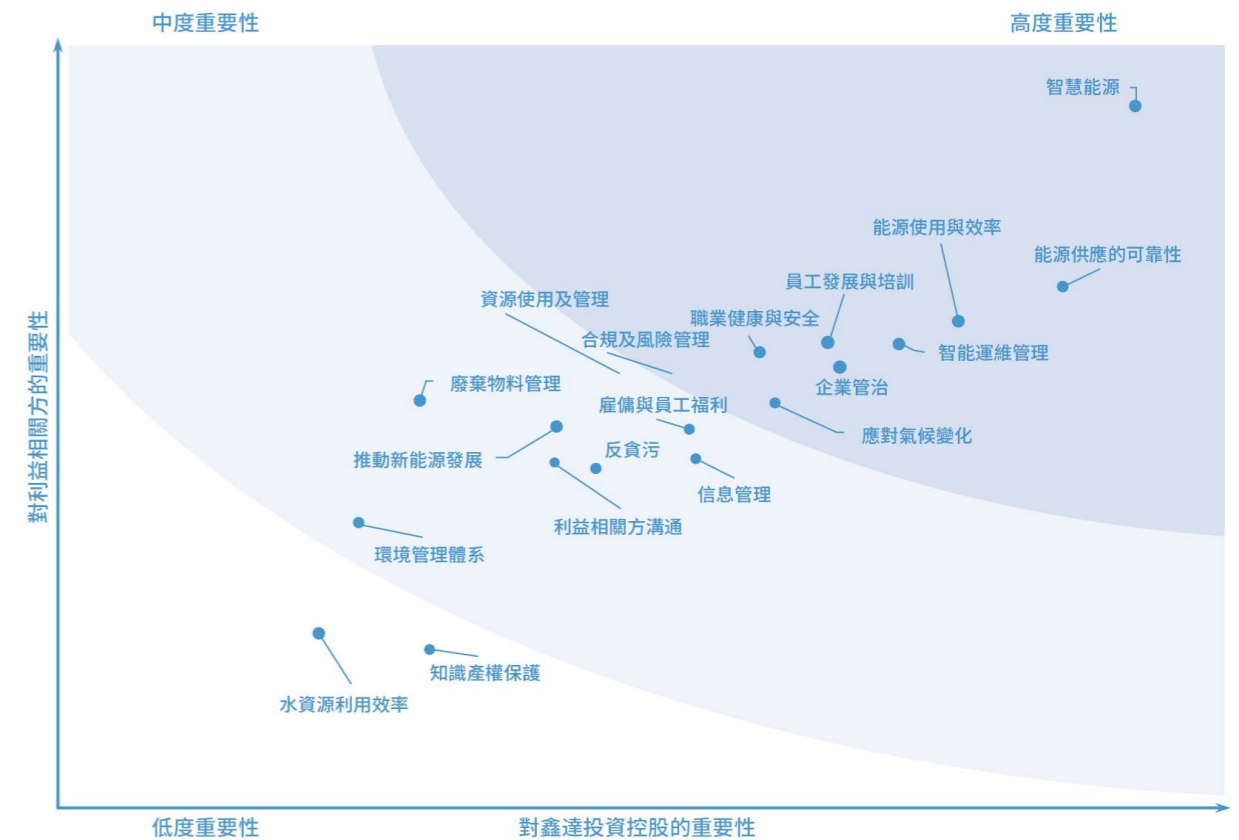 中度重要性
高度重要性
智慧能源
能源使用與效率
能源供應的可靠性
員工發展與培訓
資源使用及管理
職業健康與安全
合規及風險管理
智能運維管理
廢棄物料管理
企業管治
雇傭與員工福利
應對氣候變化
反貪污
推動新能源發展
信息管理
利益相關方溝通
環境管理體系
知識產權保護
水資源利用效率
對利益相關方的重要性
低度重要性
對鑫達投資控股的重要性